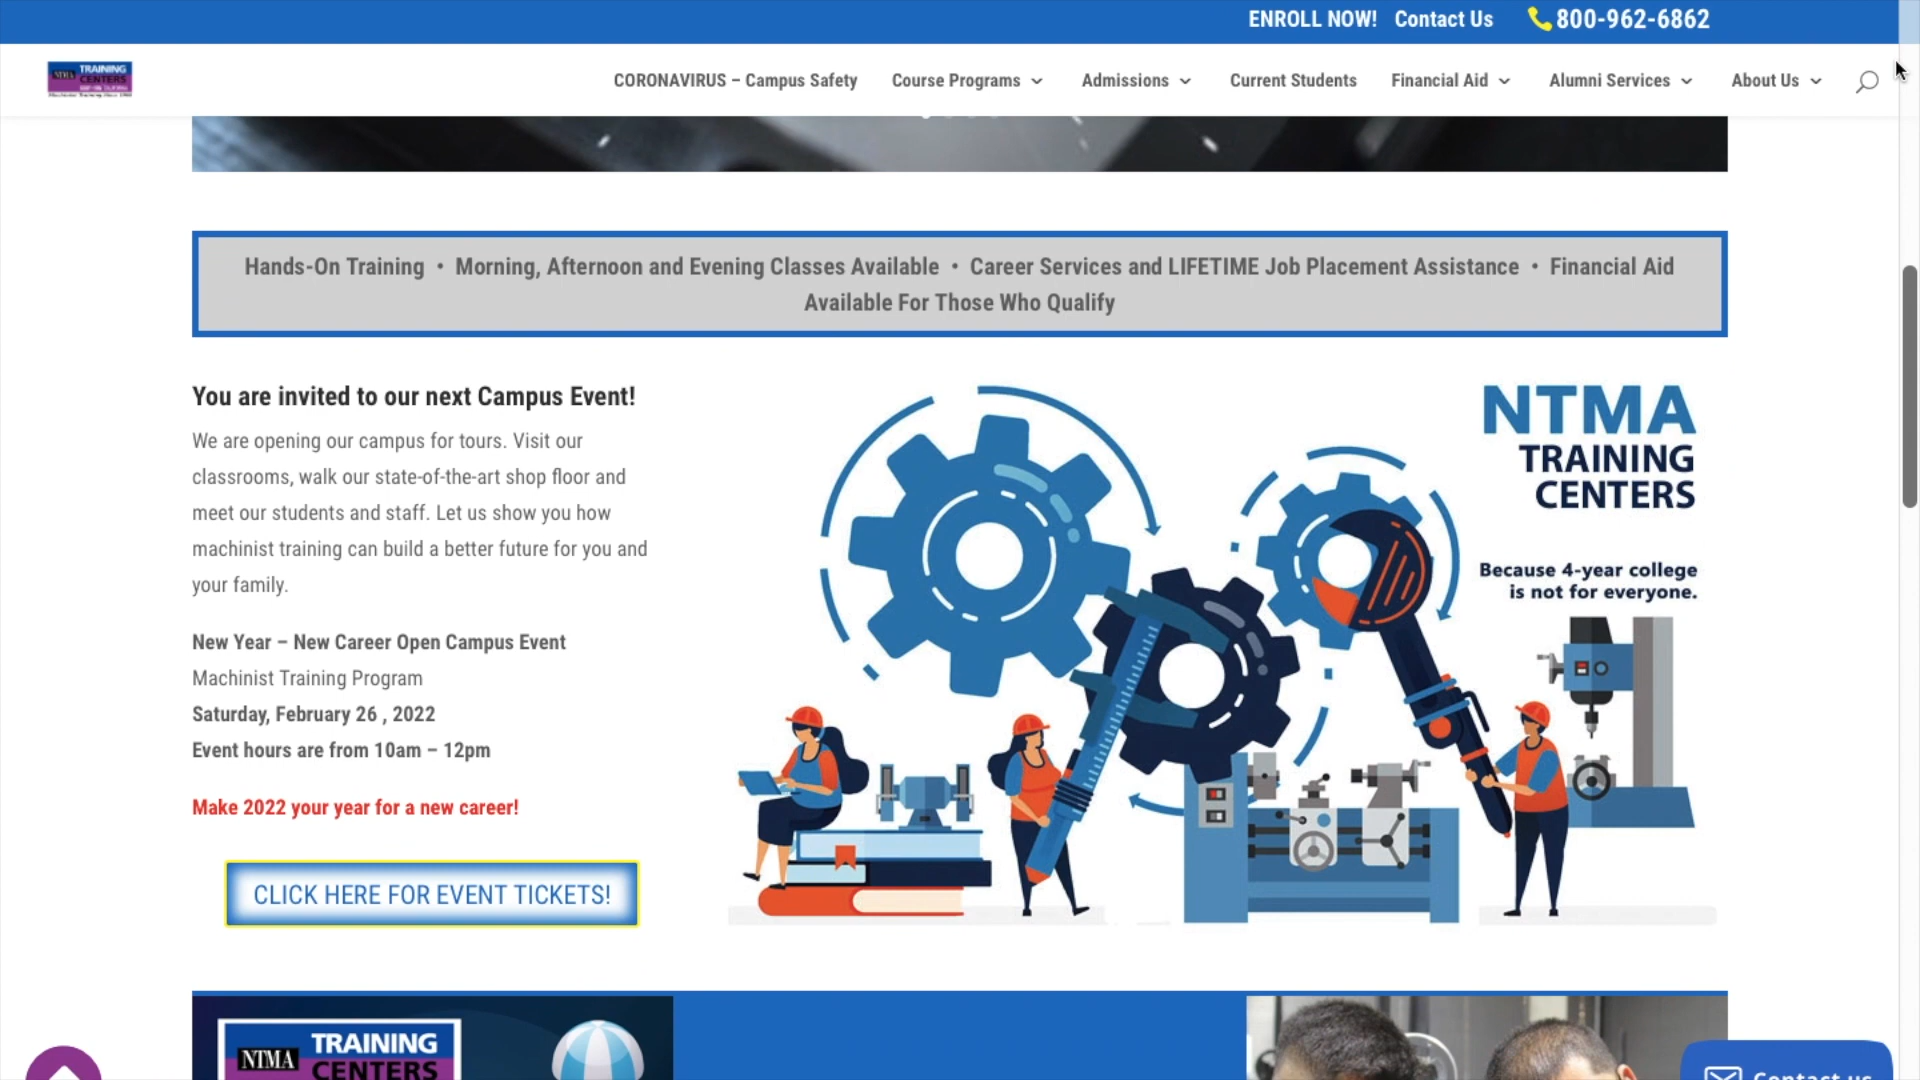 ENROLL NOW! Contact Us 800-962-6862
NTMA TRAINING
CENTERS
CORONAVIRUS – Campus Safety Course Programs Admissions Current Students Financial Aid Alumni Services About Us
Hands-On Training • Morning, Afternoon and Evening Classes Available • Career Services and LIFETIME Job Placement Assistance • Financial Aid
Available For Those Who Qualify
You are invited to our next Campus Event!
We are opening our campus for tours. Visit our
classrooms, walk our state-of-the-art shop floor and
meet our students and staff. Let us show you how
machinist training can build a better future for you and
your family.
New Year – New Career Open Campus Event
Machinist Training Program
Saturday, February 26 , 2022
Event hours are from 10am – 12pm
Make 2022 your year for a new career!
CLICK HERE FOR EVENT TICKETS!
NTMA
TRAINING
CENTERS
Because 4-year college
is not for everyone.
NTMA TRAINING
CENTERS
Contact us